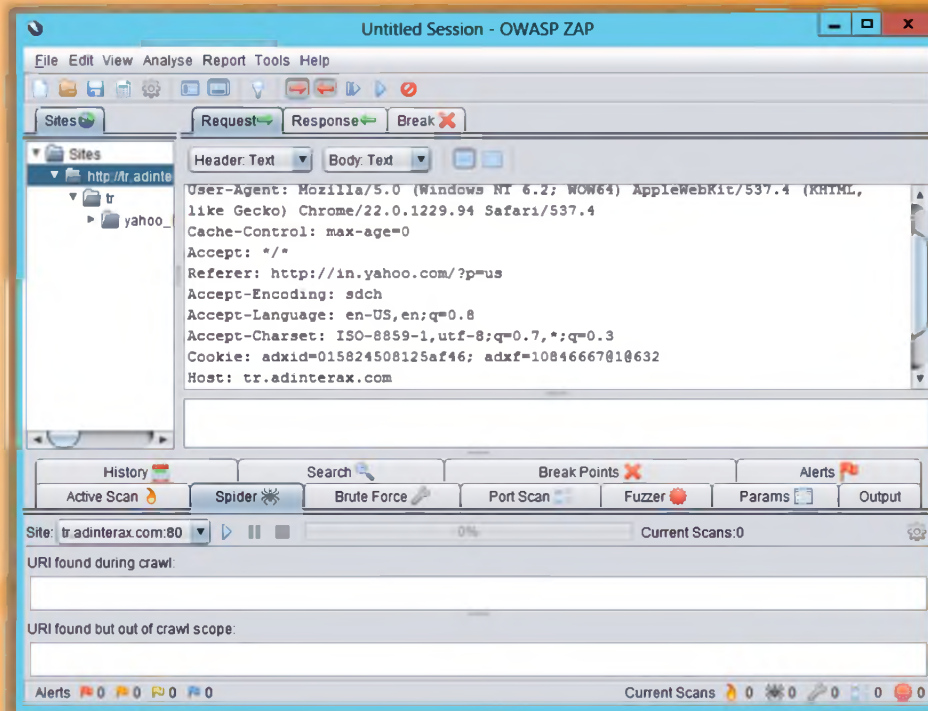 Untitled Session - OWASP ZAP
File Edit View Analyse Report Tools Help
Sites
Request
Response
Break
Sites
http://tr.adinte
tr
yahoo_
Header: Text
Body: Text
User-Agent: Mozilla/5.0 (Windows NT 6.2; WOW64) AppleWebKit/537.4 (KHTML,
like Gecko) Chrome/22.0.1229.94 Safari/537.4
Cache-Control: max-age=0
Accept: */*
Referer: http://in.yahoo.com/?p=us
Accept-Encoding: sdch
Accept-Language: en-US,en;q=0.8
Accept-Charset: ISO-8859-1,utf-8;q=0.7,*;q=0.3
Cookie: adxid=015824508125af46; adxf=10846667@1@632
Host: tr.adinterax.com
History
Search
Break Points
Alerts
Active Scan
Spider
Brute Force
Port Scan
Fuzzer
Params
Output
Site: tr.adinterax.com:80
0%
Current Scans:0
URI found during crawl:
URI found but out of crawl scope:
Alerts 0 0 0 0
Current Scans 0 0 0 0 0